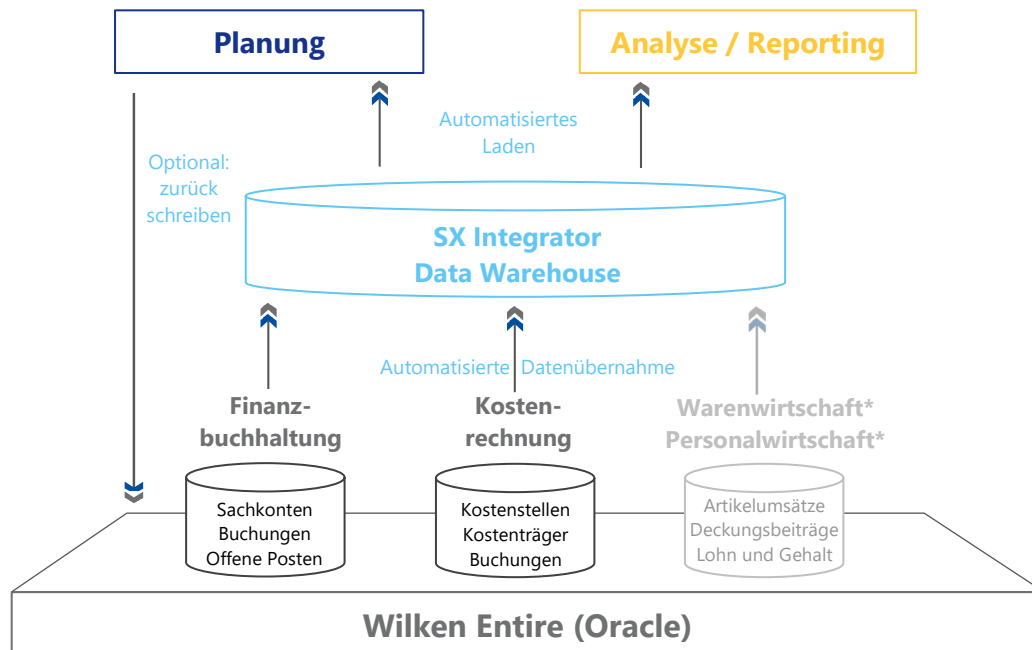 Planung
Analyse / Reporting
Automatisiertes
Laden
Optional:
zurück
schreiben
SX Integrator
Data Warehouse
Automatisierte Datenübernahme
Finanz-
buchhaltung
Kosten-
rechnung
Warenwirtschaft*
Personalwirtschaft*
Sachkonten
Buchungen
Offene Posten
Kostenstellen
Kostenträger
Buchungen
Artikelumsätze
Deckungsbeiträge
Lohn und Gehalt
Wilken Entire (Oracle)